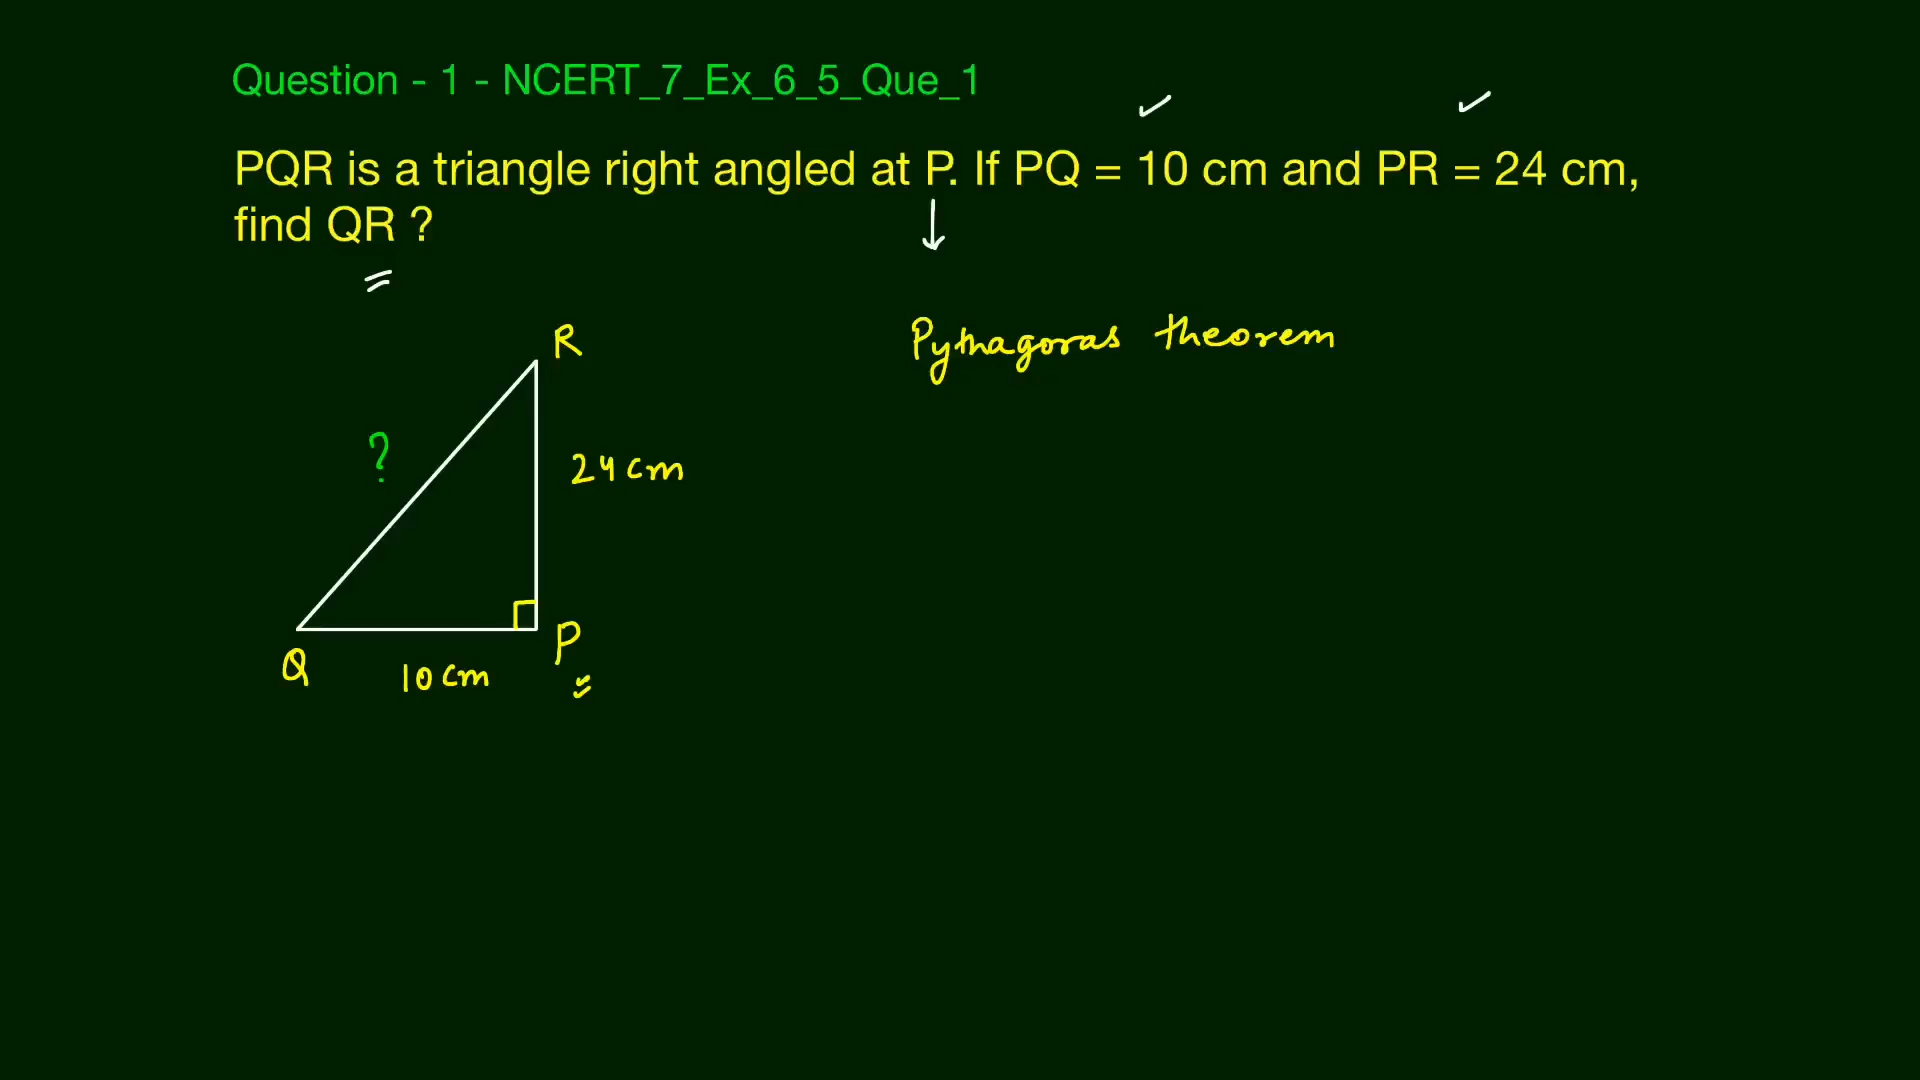 Question - 1 - NCERT_7_Ex_6_5_Que_1
PQR is a triangle right angled at P. If PQ = 10 cm and PR = 24 cm,
find QR ?
R
Pythagoras theorem
?
24 cm
P
Q
10 cm